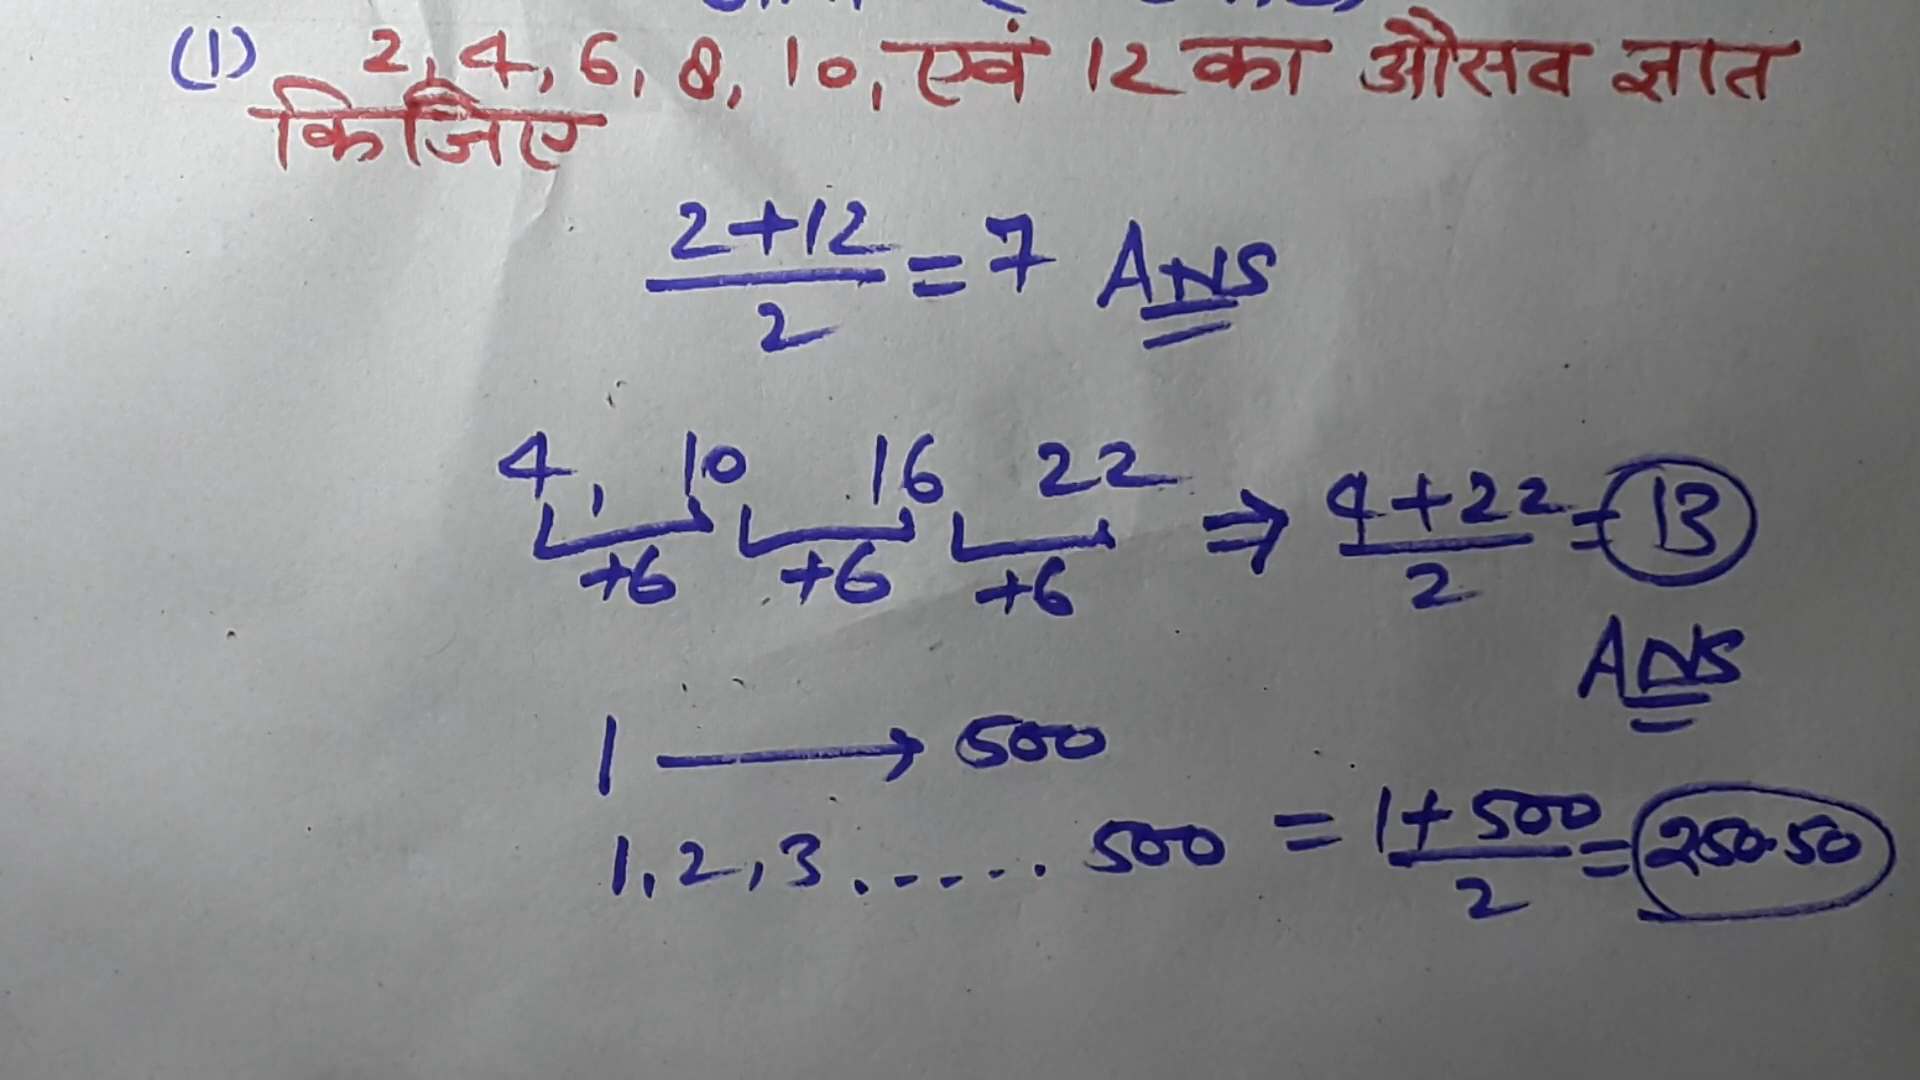 (1) 2, 4, 6, 8, 10, एवं 12 का औसत ज्ञात
किजिए
2+12/2 = 7 ANS
4, 10 16 22 ⇒ 4+22/2 = 13
+6 +6 +6
ANS
1 → 500
1, 2, 3 ...... 500 = 1+500/2 = 250.50